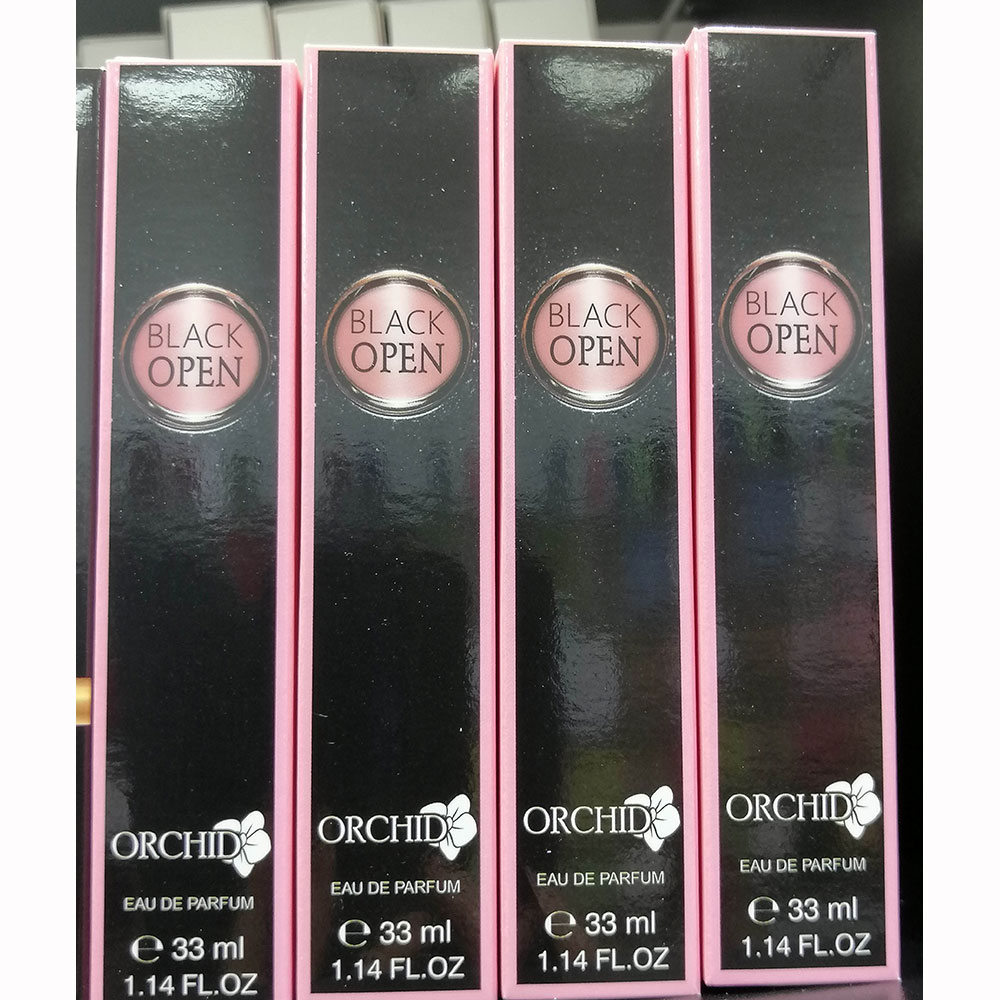 BLACK
OPEN
ORCHID
EAU DE PARFUM
℮ 33 ml
1.14 FL.OZ
BLACK
OPEN
ORCHID
EAU DE PARFUM
℮ 33 ml
1.14 FL.OZ
BLACK
OPEN
ORCHID
EAU DE PARFUM
℮ 33 ml
1.14 FL.OZ
BLACK
OPEN
ORCHID
EAU DE PARFUM
℮ 33 ml
1.14 FL.OZ